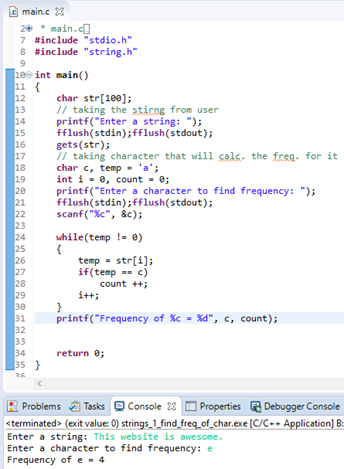 main.c
2 * main.c
7 #include "stdio.h"
8 #include "string.h"
9
10 int main()
11 {
12 char str[100];
13 // taking the stirng from user
14 printf("Enter a string: ");
15 fflush(stdin);fflush(stdout);
16 gets(str);
17 // taking character that will calc. the freq. for it
18 char c, temp = 'a';
19 int i = 0, count = 0;
20 printf("Enter a character to find frequency: ");
21 fflush(stdin);fflush(stdout);
22 scanf("%c", &c);
23
24 while(temp != 0)
25 {
26 temp = str[i];
27 if(temp == c)
28 count ++;
29 i++;
30 }
31 printf("Frequency of %c = %d", c, count);
32
33
34 return 0;
35 }
36
Problems Tasks Console Properties Debugger Console
<terminated> (exit value: 0) strings_1_find_freq_of_char.exe [C/C++ Application] B:
Enter a string: This website is awesome.
Enter a character to find frequency: e
Frequency of e = 4